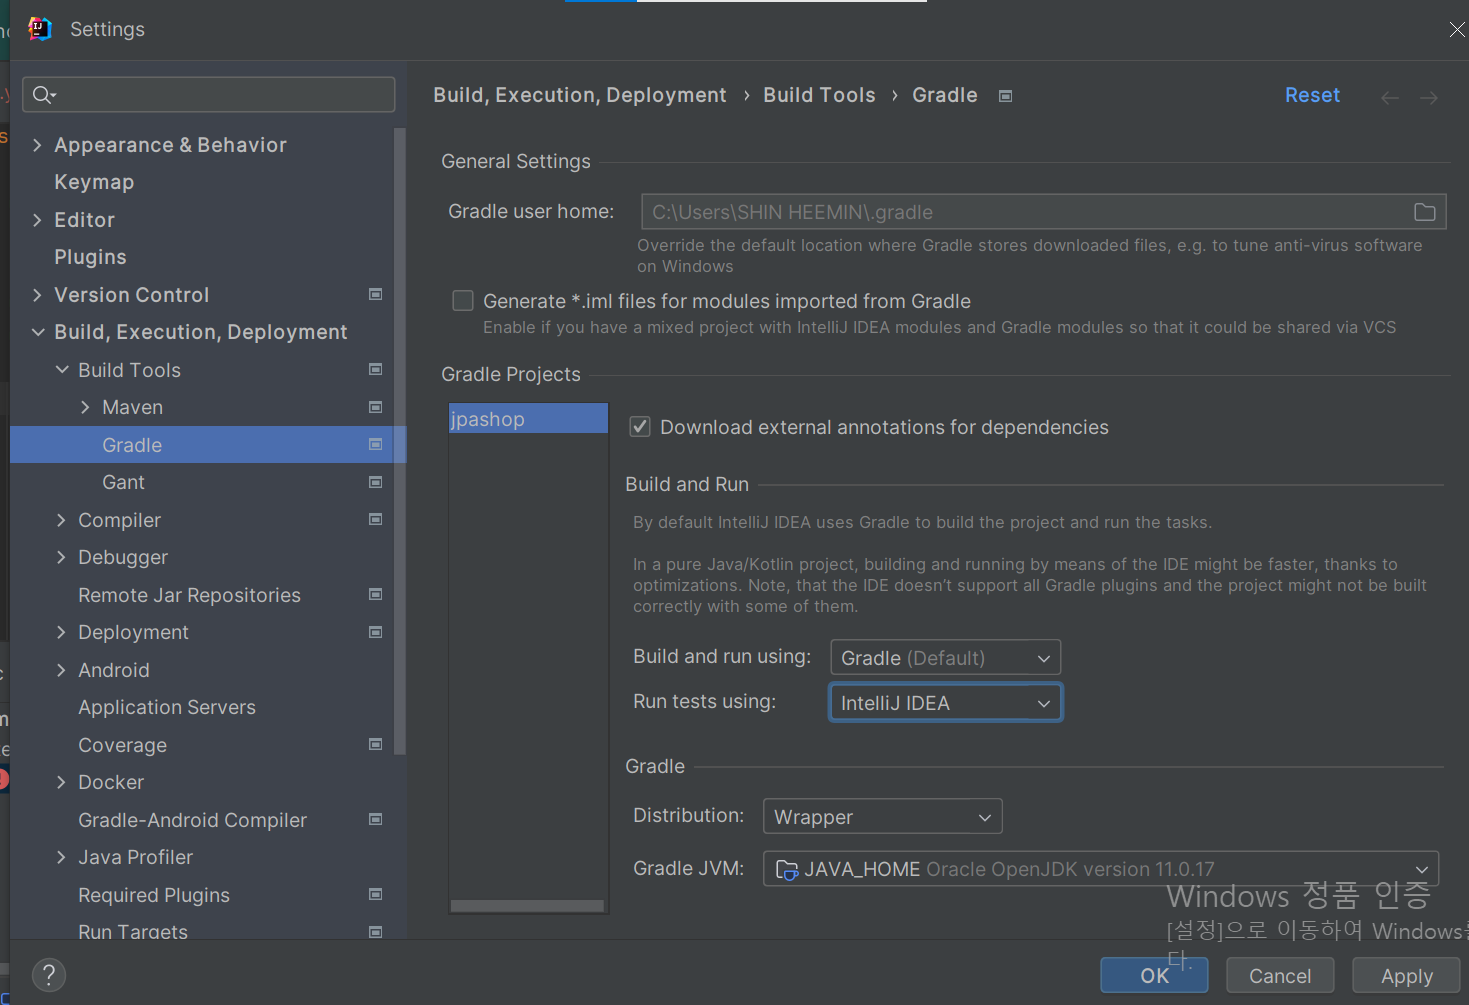 Settings
Build, Execution, Deployment › Build Tools › Gradle
Reset
Appearance & Behavior
Keymap
Editor
Plugins
Version Control
Build, Execution, Deployment
Build Tools
Maven
Gradle
Gant
Compiler
Debugger
Remote Jar Repositories
Deployment
Android
Application Servers
Coverage
Docker
Gradle-Android Compiler
Java Profiler
Required Plugins
Run Targets
General Settings
Gradle user home: C:\Users\SHIN HEEMIN\.gradle
Override the default location where Gradle stores downloaded files, e.g. to tune anti-virus software
on Windows
Generate *.iml files for modules imported from Gradle
Enable if you have a mixed project with IntelliJ IDEA modules and Gradle modules so that it could be shared via VCS
Gradle Projects
jpashop
Download external annotations for dependencies
Build and Run
By default IntelliJ IDEA uses Gradle to build the project and run the tasks.
In a pure Java/Kotlin project, building and running by means of the IDE might be faster, thanks to
optimizations. Note, that the IDE doesn't support all Gradle plugins and the project might not be built
correctly with some of them.
Build and run using: Gradle (Default)
Run tests using: IntelliJ IDEA
Gradle
Distribution: Wrapper
Gradle JVM: JAVA_HOME Oracle OpenJDK version 11.0.17
Windows 정품 인증
[설정]으로 이동하여 Windows를
다.
?
OK
Cancel
Apply